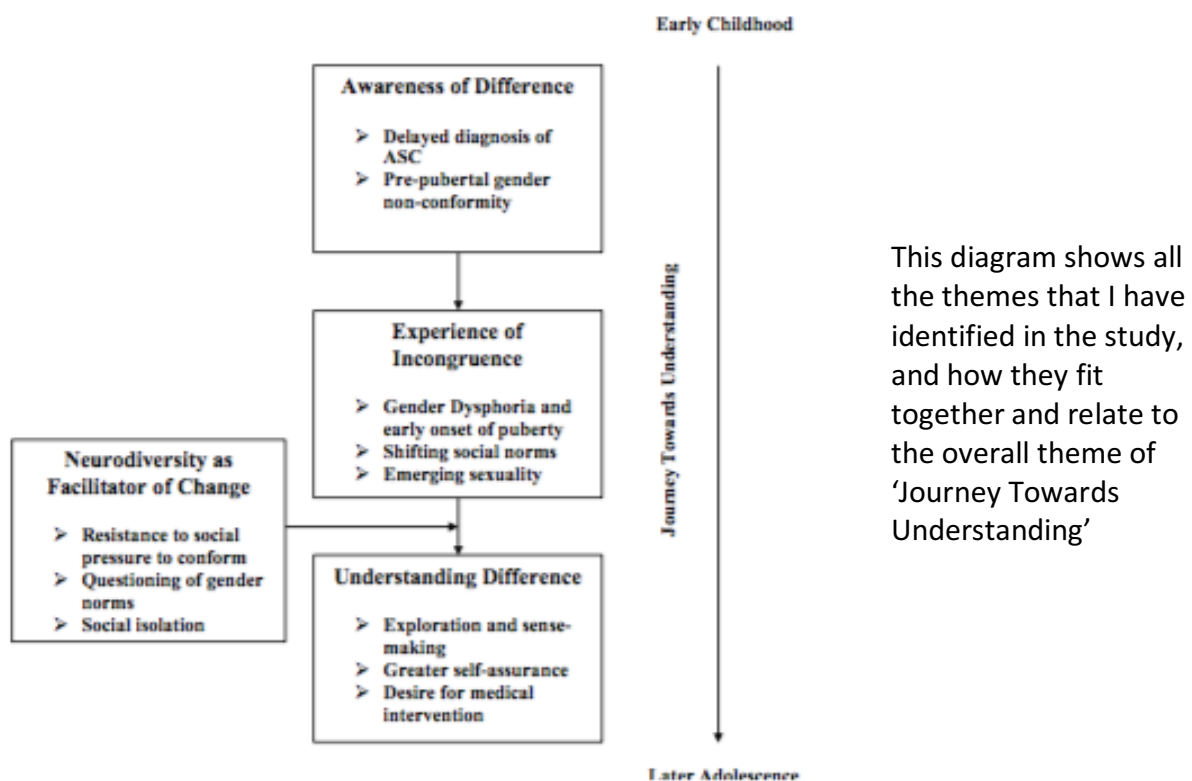 Early Childhood
Awareness of Difference
➤ Delayed diagnosis of
ASC
➤ Pre-pubertal gender
non-conformity
Experience of
Incongruence
➤ Gender Dysphoria and
early onset of puberty
➤ Shifting social norms
➤ Emerging sexuality
Neurodiversity as
Facilitator of Change
➤ Resistance to social
pressure to conform
➤ Questioning of gender
norms
➤ Social isolation
Understanding Difference
➤ Exploration and sense-
making
➤ Greater self-assurance
➤ Desire for medical
intervention
Journey Towards Understanding
Later Adolescence
This diagram shows all
the themes that I have
identified in the study,
and how they fit
together and relate to
the overall theme of
‘Journey Towards
Understanding’